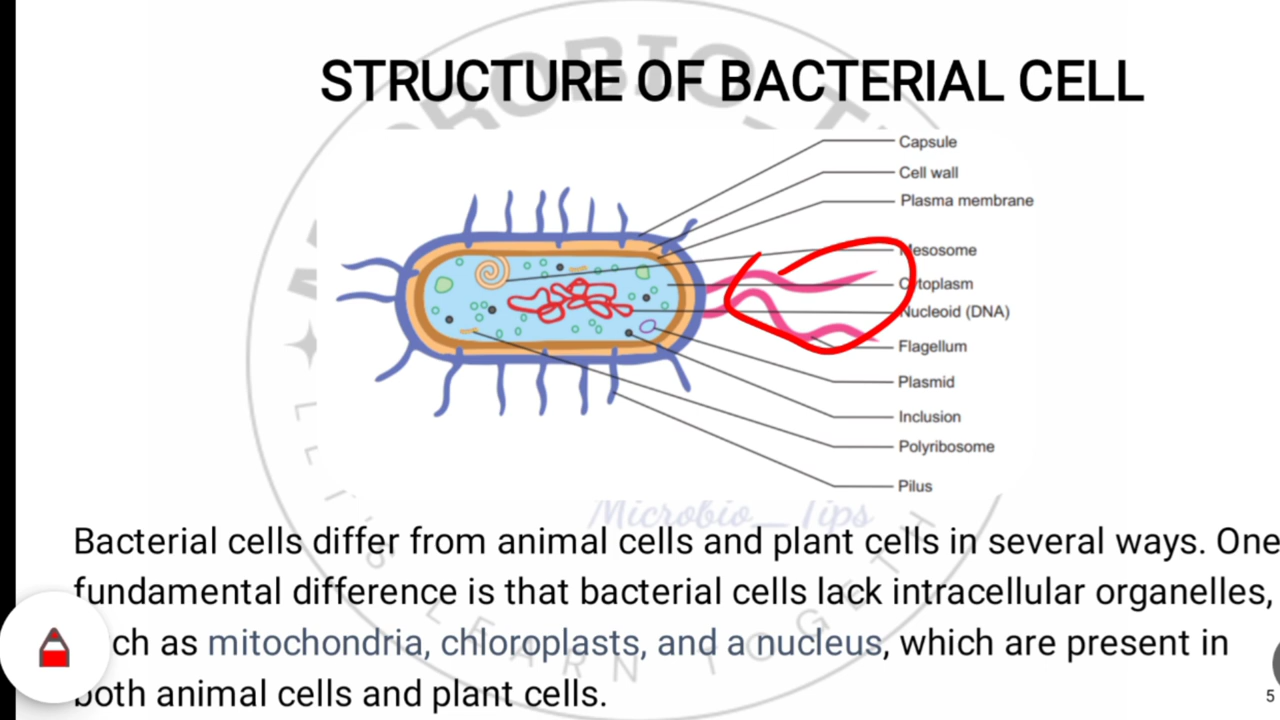 STRUCTURE OF BACTERIAL CELL
Capsule
Cell wall
Plasma membrane
Mesosome
Cytoplasm
Nucleoid (DNA)
Flagellum
Plasmid
Inclusion
Polyribosome
Pilus
Microbio_Tips
Bacterial cells differ from animal cells and plant cells in several ways. One
fundamental difference is that bacterial cells lack intracellular organelles,
such as mitochondria, chloroplasts, and a nucleus, which are present in
both animal cells and plant cells.
LEARN TOGETH
5